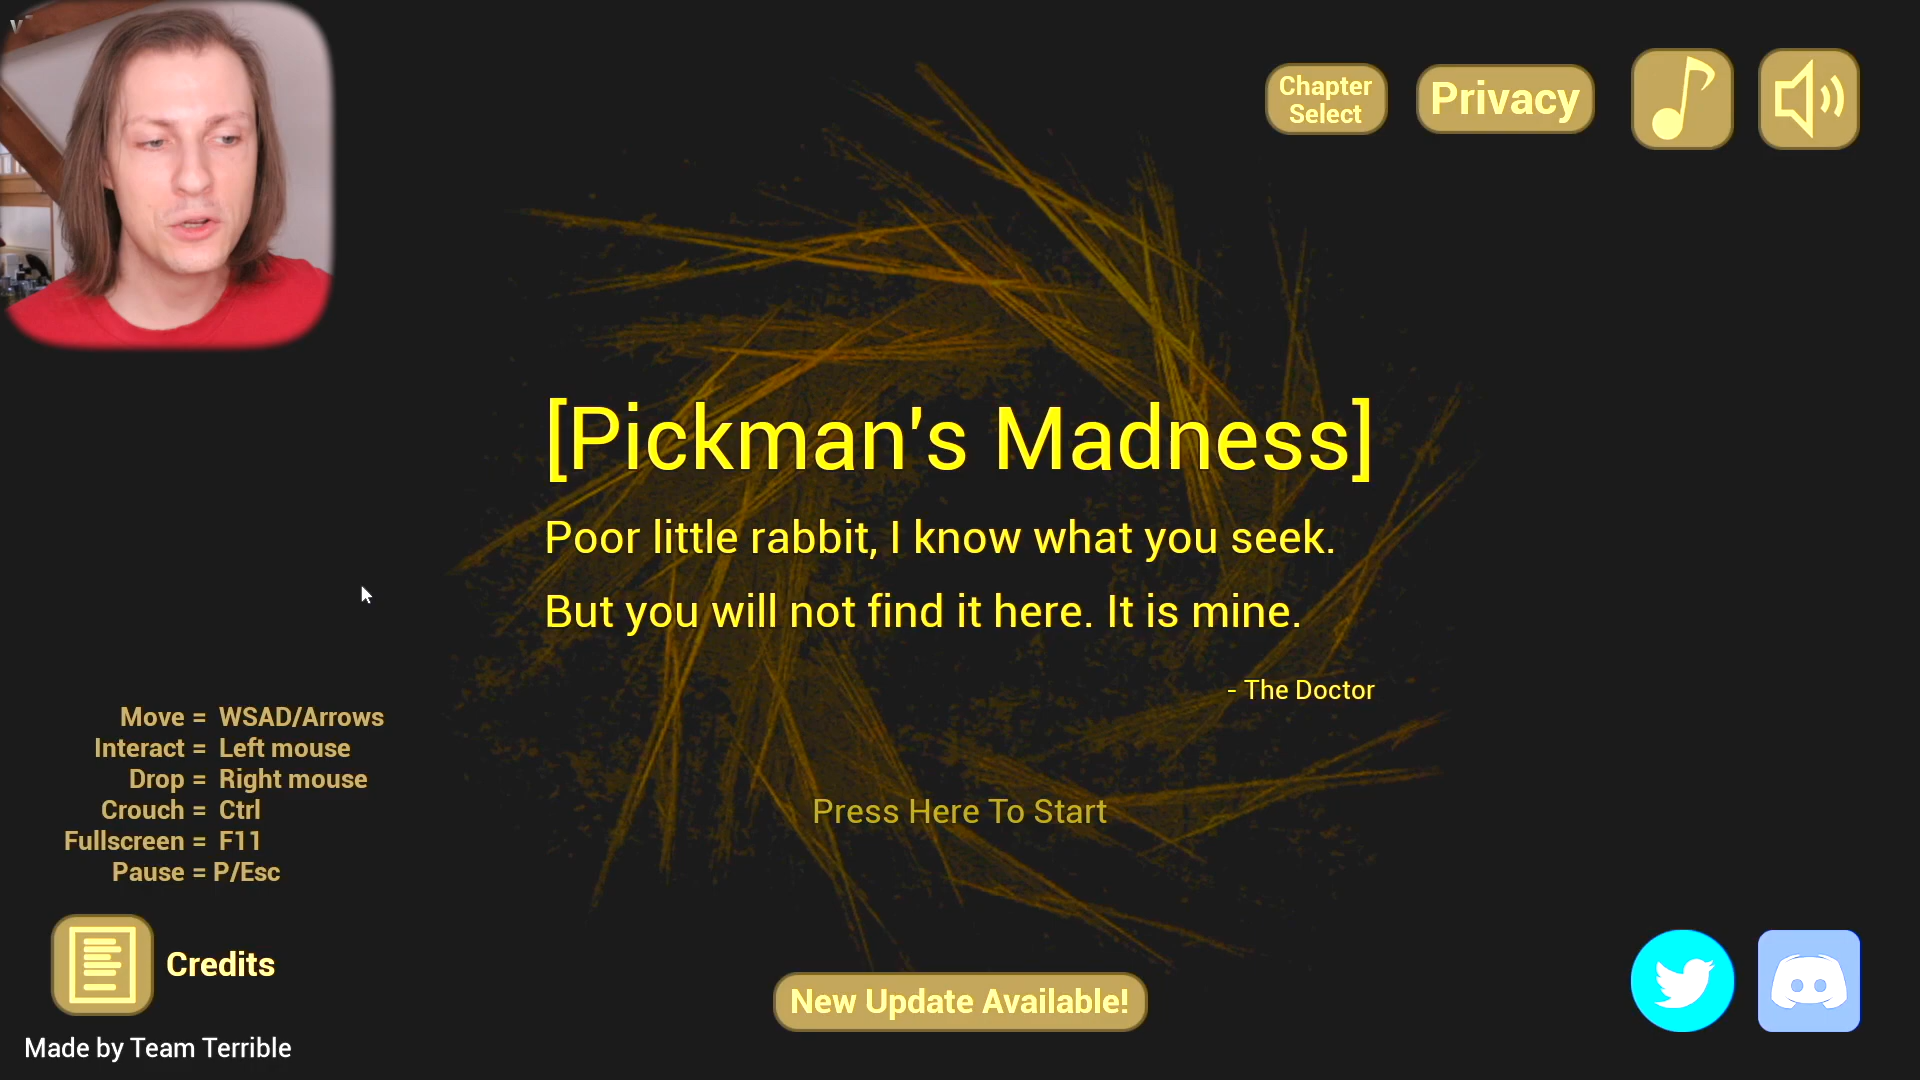 Chapter
Select
Privacy
[Pickman's Madness]
Poor little rabbit, I know what you seek.
But you will not find it here. It is mine.
- The Doctor
Press Here To Start
Move = WSAD/Arrows
Interact = Left mouse
Drop = Right mouse
Crouch = Ctrl
Fullscreen = F11
Pause = P/Esc
Credits
New Update Available!
Made by Team Terrible